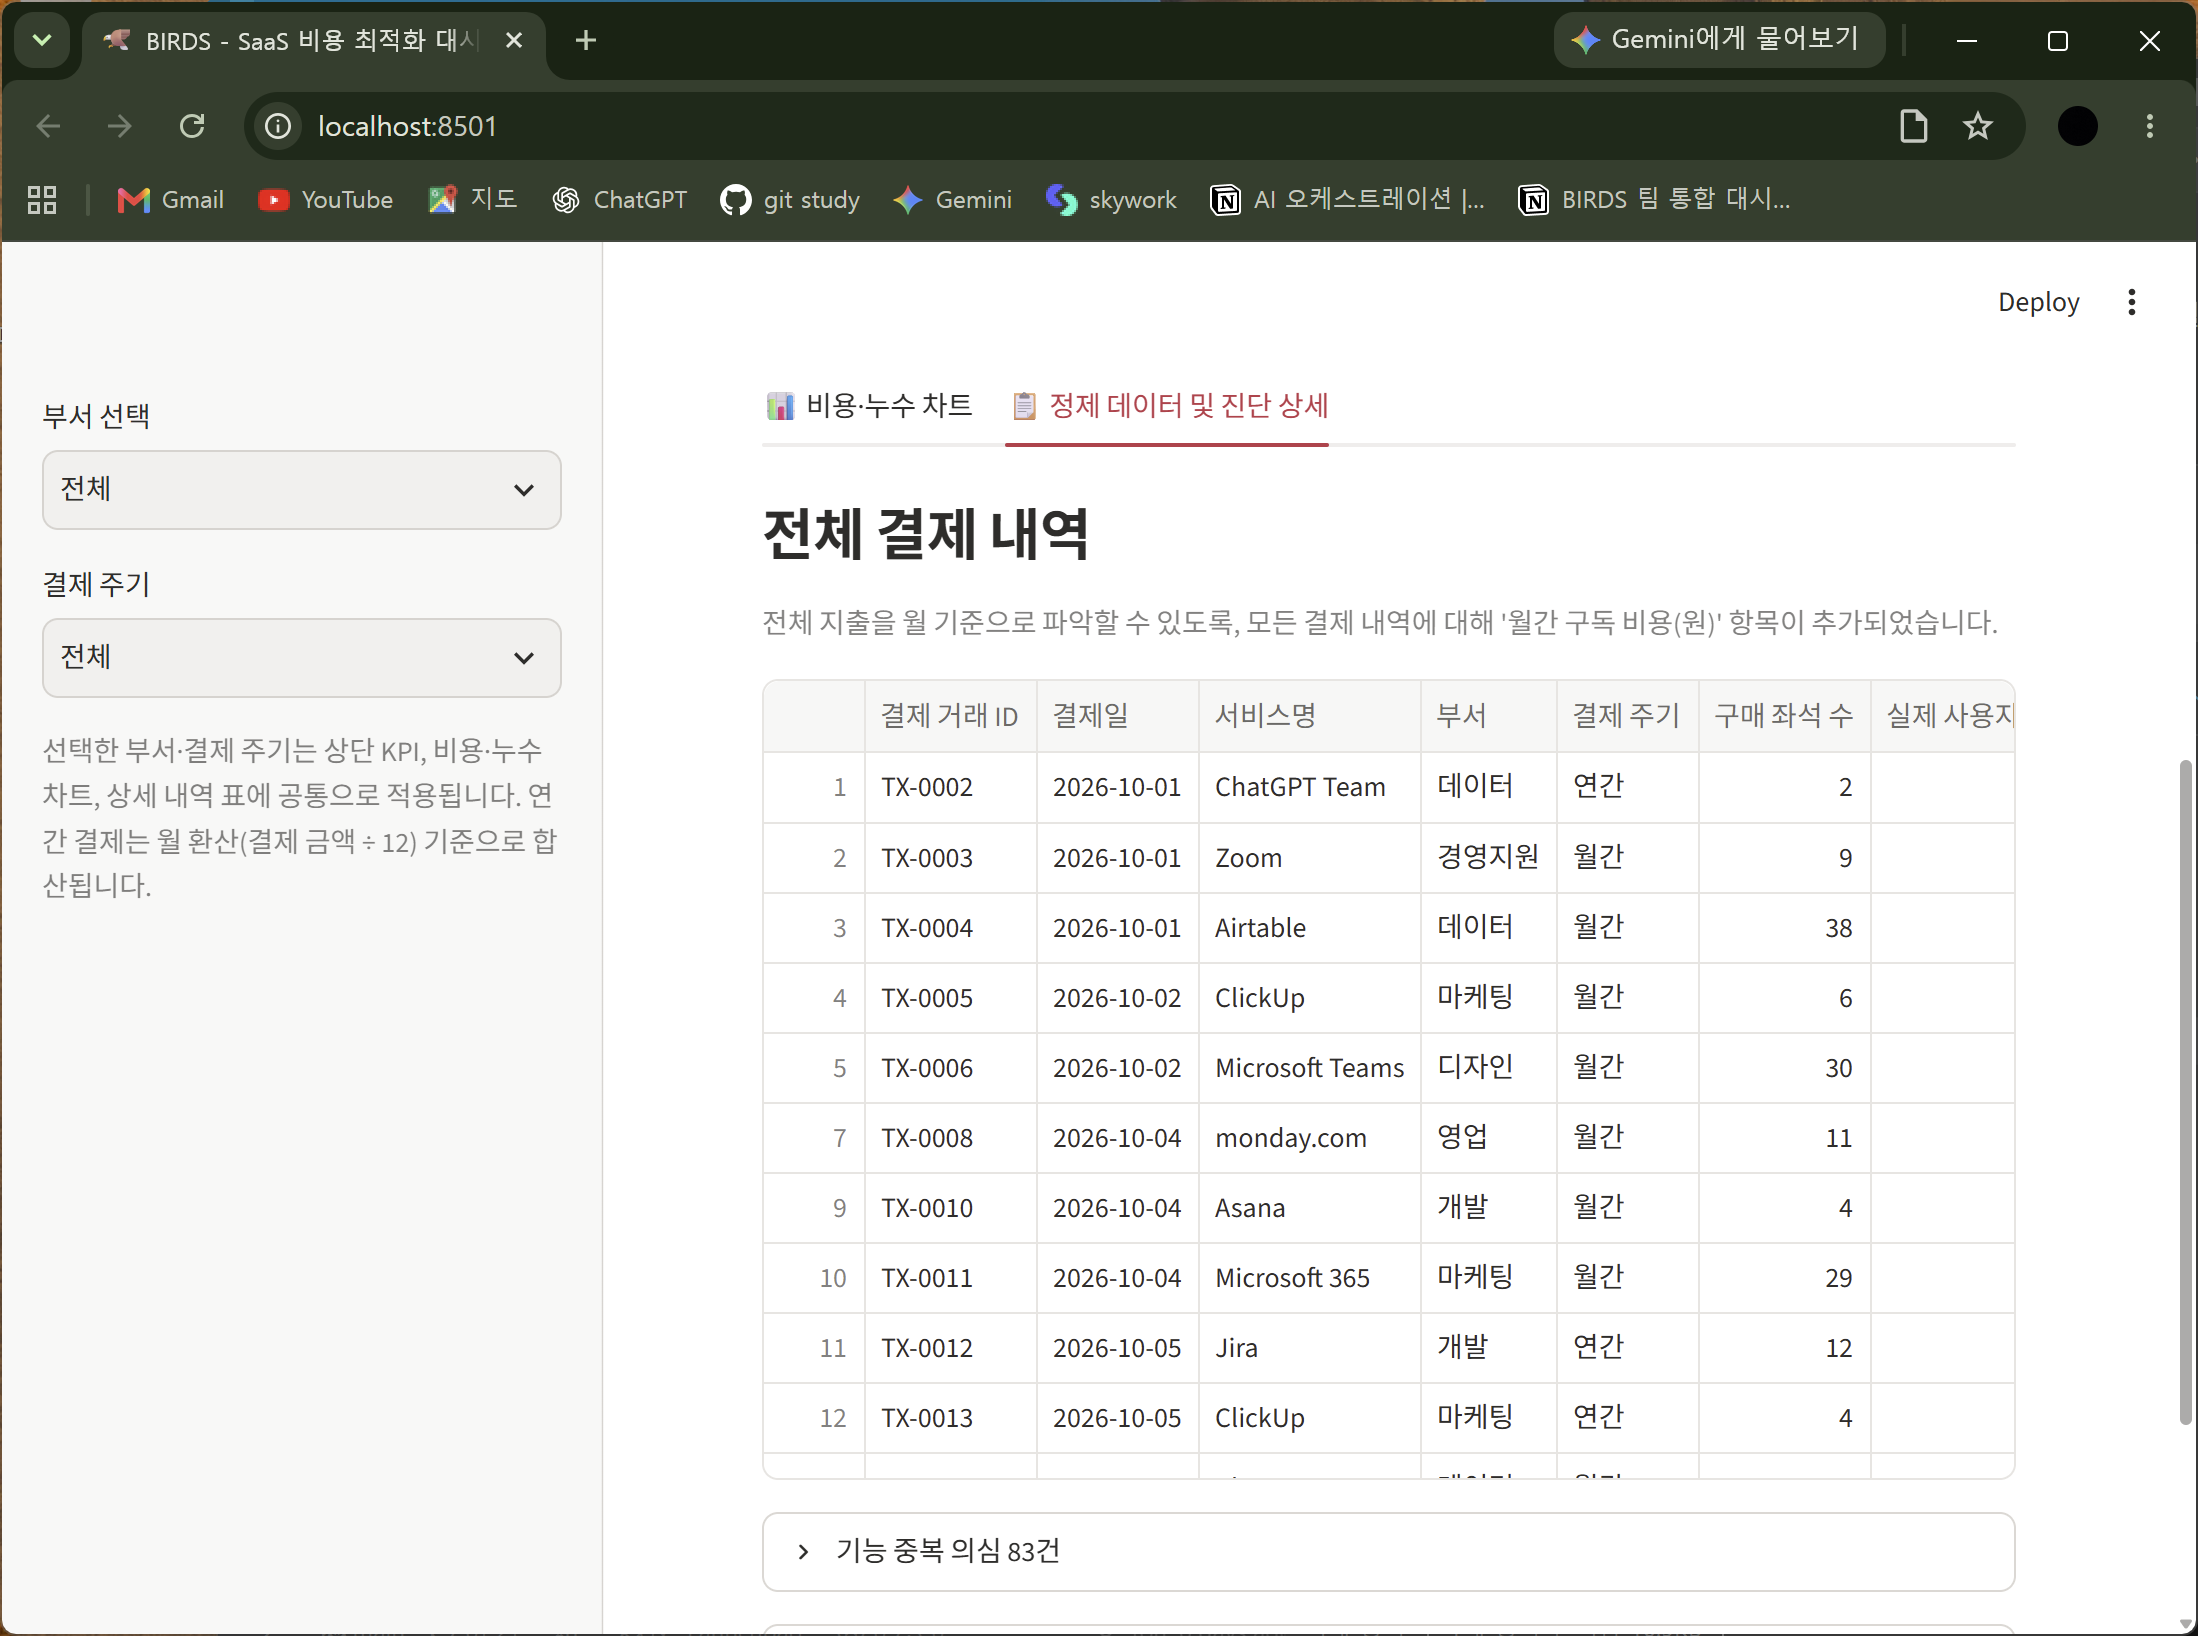 BIRDS - SaaS 비용 최적화 대시
Gemini에게 물어보기
localhost:8501
Gmail
YouTube
지도
ChatGPT
git study
Gemini
skywork
AI 오케스트레이션 |...
BIRDS 팀 통합 대시...
Deploy
부서 선택
전체
결제 주기
전체
선택한 부서·결제 주기는 상단 KPI, 비용·누수
차트, 상세 내역 표에 공통으로 적용됩니다. 연
간 결제는 월 환산(결제 금액 ÷ 12) 기준으로 합
산됩니다.
비용·누수 차트
정제 데이터 및 진단 상세
전체 결제 내역
전체 지출을 월 기준으로 파악할 수 있도록, 모든 결제 내역에 대해 '월간 구독 비용(원)' 항목이 추가되었습니다.
결제 거래 ID 결제일 서비스명 부서 결제 주기 구매 좌석 수 실제 사용자
1 TX-0002 2026-10-01 ChatGPT Team 데이터 연간 2
2 TX-0003 2026-10-01 Zoom 경영지원 월간 9
3 TX-0004 2026-10-01 Airtable 데이터 월간 38
4 TX-0005 2026-10-02 ClickUp 마케팅 월간 6
5 TX-0006 2026-10-02 Microsoft Teams 디자인 월간 30
7 TX-0008 2026-10-04 monday.com 영업 월간 11
9 TX-0010 2026-10-04 Asana 개발 월간 4
10 TX-0011 2026-10-04 Microsoft 365 마케팅 월간 29
11 TX-0012 2026-10-05 Jira 개발 연간 12
12 TX-0013 2026-10-05 ClickUp 마케팅 연간 4
기능 중복 의심 83건